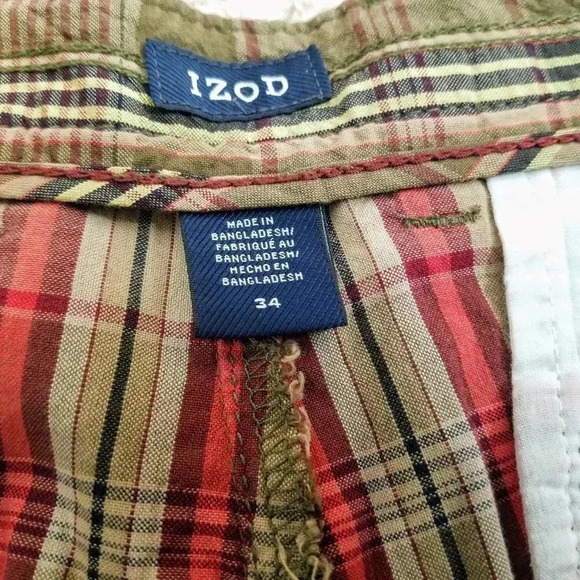 IZOD
MADE IN
BANGLADESH/
FABRIQUÉ AU
BANGLADESH/
HECHO EN
BANGLADESH
34